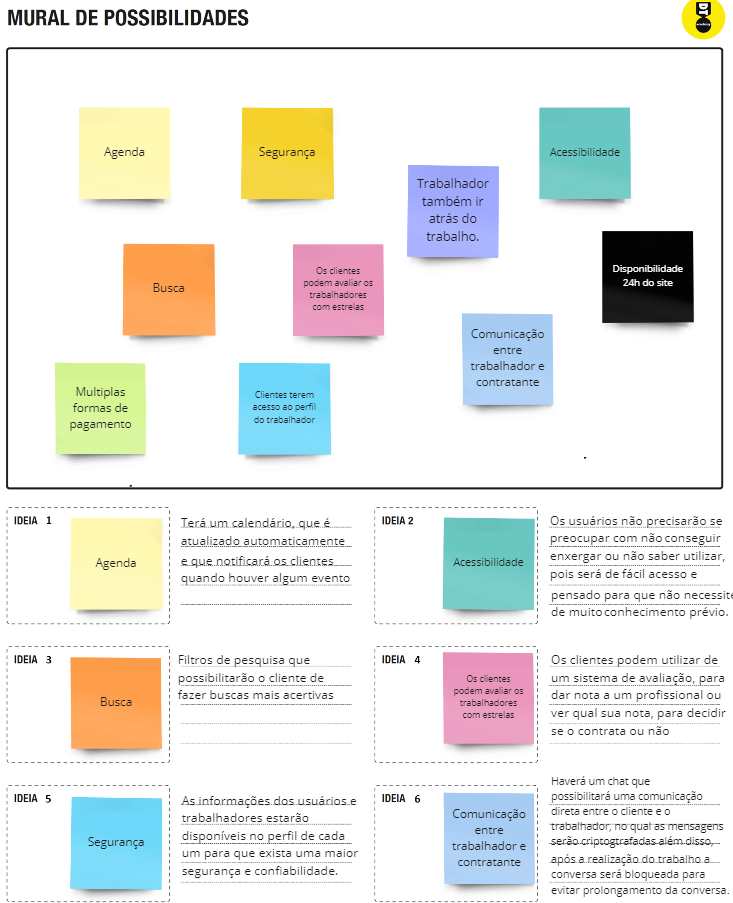 MURAL DE POSSIBILIDADES
Agenda
Segurança
Acessibilidade
Trabalhador
também ir
atrás do
trabalho.
Busca
Os clientes
podem avaliar os
trabalhadores
com estrelas
Disponibilidade
24h do site
Comunicação
entre
trabalhador e
contratante
Multiplas
formas de
pagamento
Clientes terem
acesso ao perfil
do trabalhador
IDEIA 1
Agenda
Terá um calendário, que é
atualizado automaticamente
e que notificará os clientes
quando houver algum evento
IDEIA 2
Acessibilidade
Os usuários não precisarão se
preocupar com não conseguir
enxergar ou não saber utilizar,
pois será de fácil acesso e
pensado para que não necessite
de muito conhecimento prévio.
IDEIA 3
Busca
Filtros de pesquisa que
possibilitarão o cliente de
fazer buscas mais acertivas
IDEIA 4
Os clientes
podem avaliar os
trabalhadores
com estrelas
Os clientes podem utilizar de
um sistema de avaliação, para
dar nota a um profissional ou
ver qual sua nota, para decidir
se o contrata ou não
IDEIA 5
Segurança
As informações dos usuários e
trabalhadores estarão
disponíveis no perfil de cada
um para que exista uma maior
segurança e confiabilidade.
IDEIA 6
Comunicação
entre
trabalhador e
contratante
Haverá um chat que
possibilitará uma comunicação
direta entre o cliente e o
trabalhador, no qual as mensagens
serão criptogtrafadas além disso,
após a realização do trabalho a
conversa será bloqueada para
evitar prolongamento da conversa.